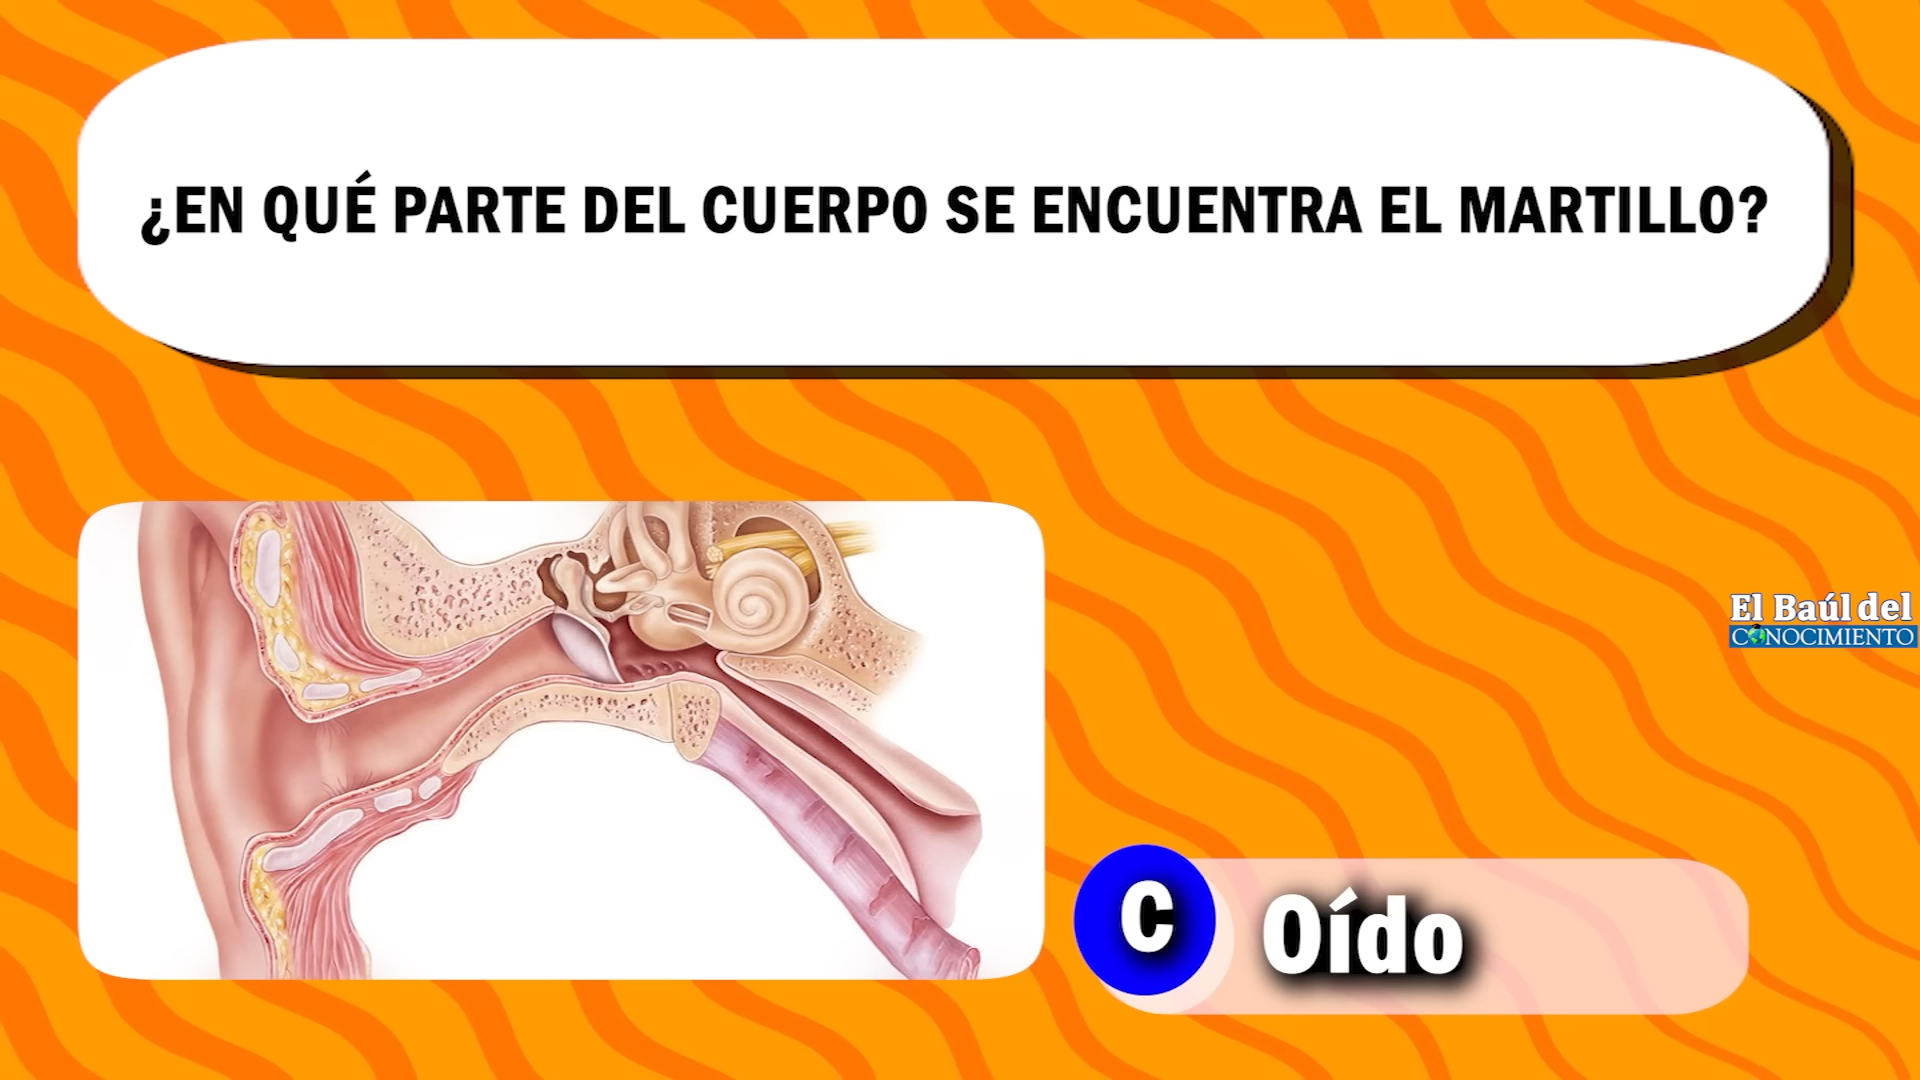 ¿EN QUÉ PARTE DEL CUERPO SE ENCUENTRA EL MARTILLO?
El Baúl del
CONOCIMIENTO
C Oído